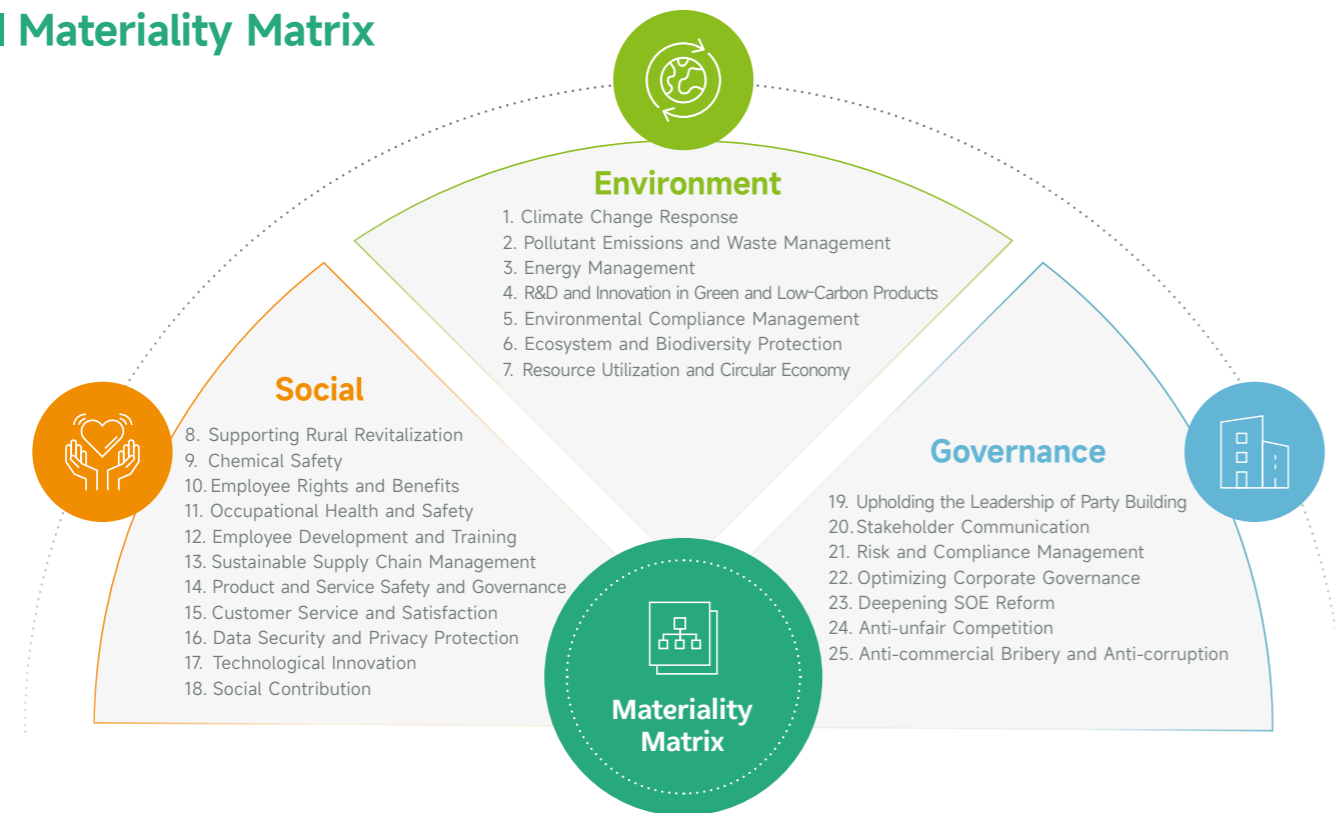 Materiality Matrix
Environment
1. Climate Change Response
2. Pollutant Emissions and Waste Management
3. Energy Management
4. R&D and Innovation in Green and Low-Carbon Products
5. Environmental Compliance Management
6. Ecosystem and Biodiversity Protection
7. Resource Utilization and Circular Economy
Social
8. Supporting Rural Revitalization
9. Chemical Safety
10. Employee Rights and Benefits
11. Occupational Health and Safety
12. Employee Development and Training
13. Sustainable Supply Chain Management
14. Product and Service Safety and Governance
15. Customer Service and Satisfaction
16. Data Security and Privacy Protection
17. Technological Innovation
18. Social Contribution
Governance
19. Upholding the Leadership of Party Building
20. Stakeholder Communication
21. Risk and Compliance Management
22. Optimizing Corporate Governance
23. Deepening SOE Reform
24. Anti-unfair Competition
25. Anti-commercial Bribery and Anti-corruption
Materiality
Matrix